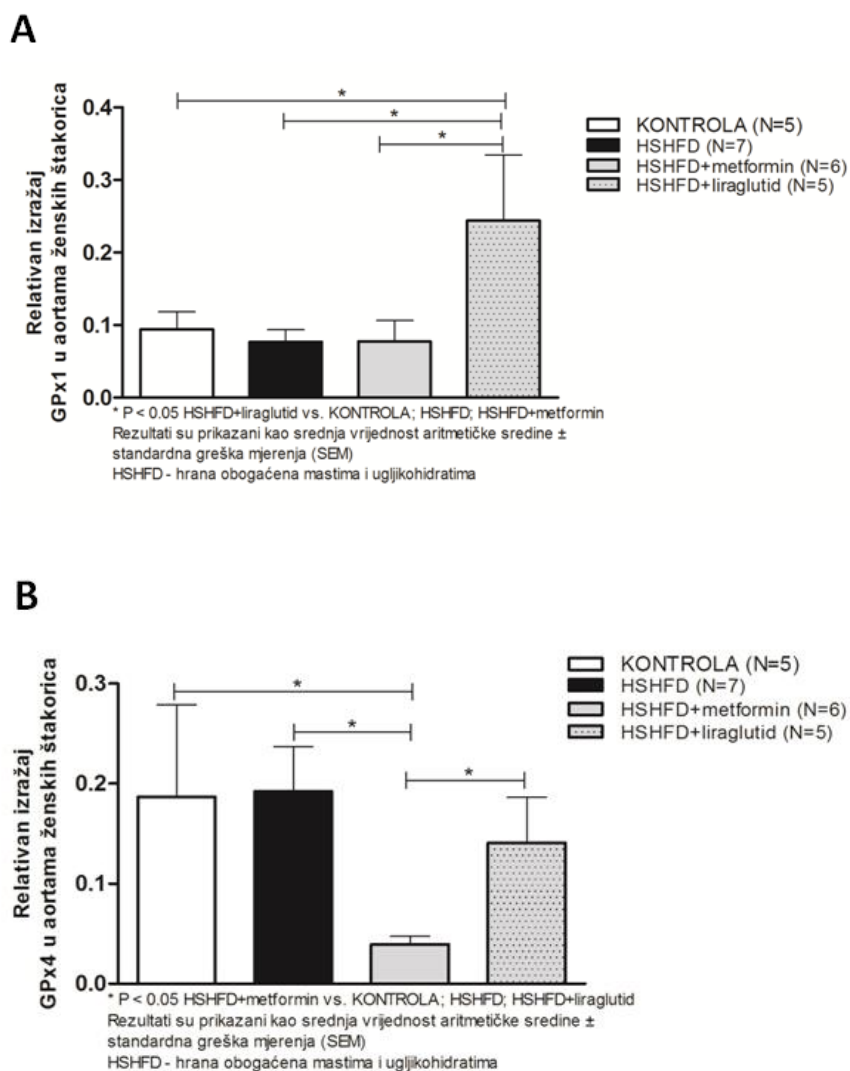 A
Relativan izražaj
GPx1 u aortama ženskih štakorica
0.4
0.3
0.2
0.1
0.0
*
*
*
KONTROLA (N=5)
HSHFD (N=7)
HSHFD+metformin (N=6)
HSHFD+liraglutid (N=5)
* P < 0.05 HSHFD+liraglutid vs. KONTROLA; HSHFD; HSHFD+metformin
Rezultati su prikazani kao srednja vrijednost aritmetičke sredine ±
standardna greška mjerenja (SEM)
HSHFD - hrana obogaćena mastima i ugljikohidratima
B
Relativan izražaj
GPx4 u aortama ženskih štakorica
0.3
0.2
0.1
0.0
*
*
*
KONTROLA (N=5)
HSHFD (N=7)
HSHFD+metformin (N=6)
HSHFD+liraglutid (N=5)
* P < 0.05 HSHFD+metformin vs. KONTROLA; HSHFD; HSHFD+liraglutid
Rezultati su prikazani kao srednja vrijednost aritmetičke sredine ±
standardna greška mjerenja (SEM)
HSHFD - hrana obogaćena mastima i ugljikohidratima